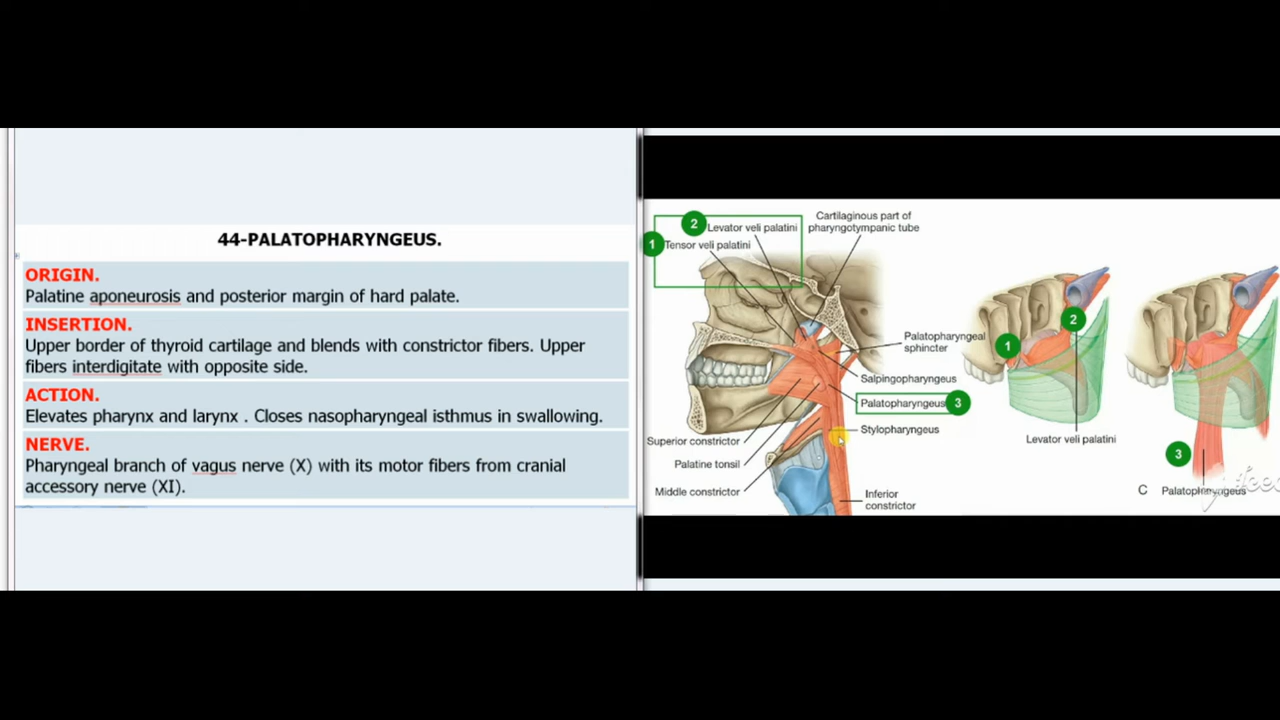 44-PALATOPHARYNGEUS.
ORIGIN.
Palatine aponeurosis and posterior margin of hard palate.
INSERTION.
Upper border of thyroid cartilage and blends with constrictor fibers. Upper
fibers interdigitate with opposite side.
ACTION.
Elevates pharynx and larynx . Closes nasopharyngeal isthmus in swallowing.
NERVE.
Pharyngeal branch of vagus nerve (X) with its motor fibers from cranial
accessory nerve (XI).
2
Levator veli palatini
1
Tensor veli palatini
Cartilaginous part of
pharyngotympanic tube
Palatopharyngeal
sphincter
Salpingopharyngeus
Palatopharyngeus 3
Stylopharyngeus
Superior constrictor
Palatine tonsil
Middle constrictor
Inferior
constrictor
1
2
Levator veli palatini
3
C Palatopharyngeus